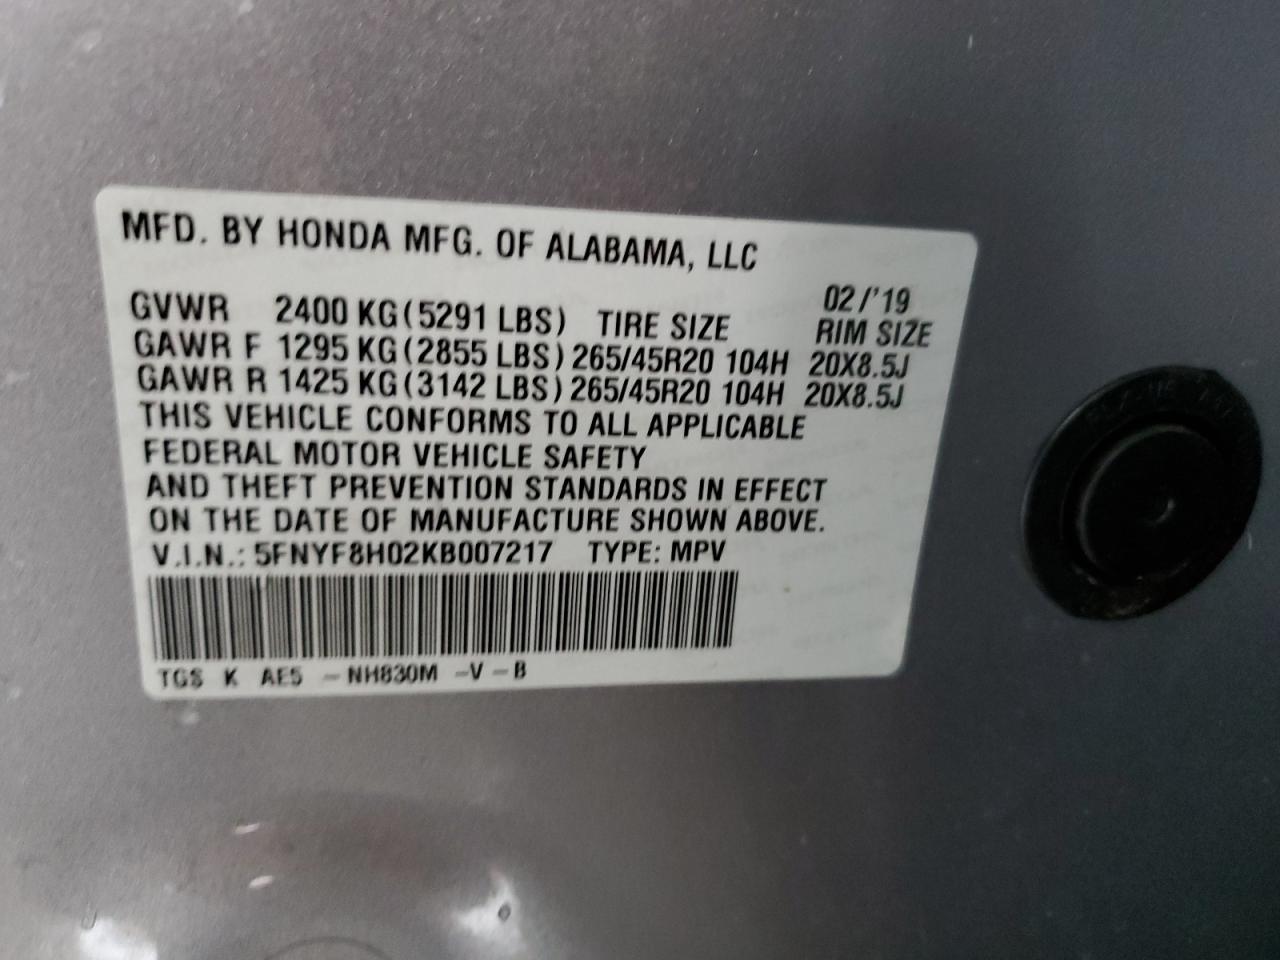 MFD. BY HONDA MFG. OF ALABAMA, LLC
02/'19
GVWR 2400 KG(5291 LBS) TIRE SIZE RIM SIZE
GAWR F 1295 KG(2855 LBS) 265/45R20 104H 20X8.5J
GAWR R 1425 KG(3142 LBS) 265/45R20 104H 20X8.5J
THIS VEHICLE CONFORMS TO ALL APPLICABLE
FEDERAL MOTOR VEHICLE SAFETY
AND THEFT PREVENTION STANDARDS IN EFFECT
ON THE DATE OF MANUFACTURE SHOWN ABOVE.
V.I.N.: 5FNYF8H02KB007217 TYPE: MPV
TGS K AE5 -NH830M -V-B